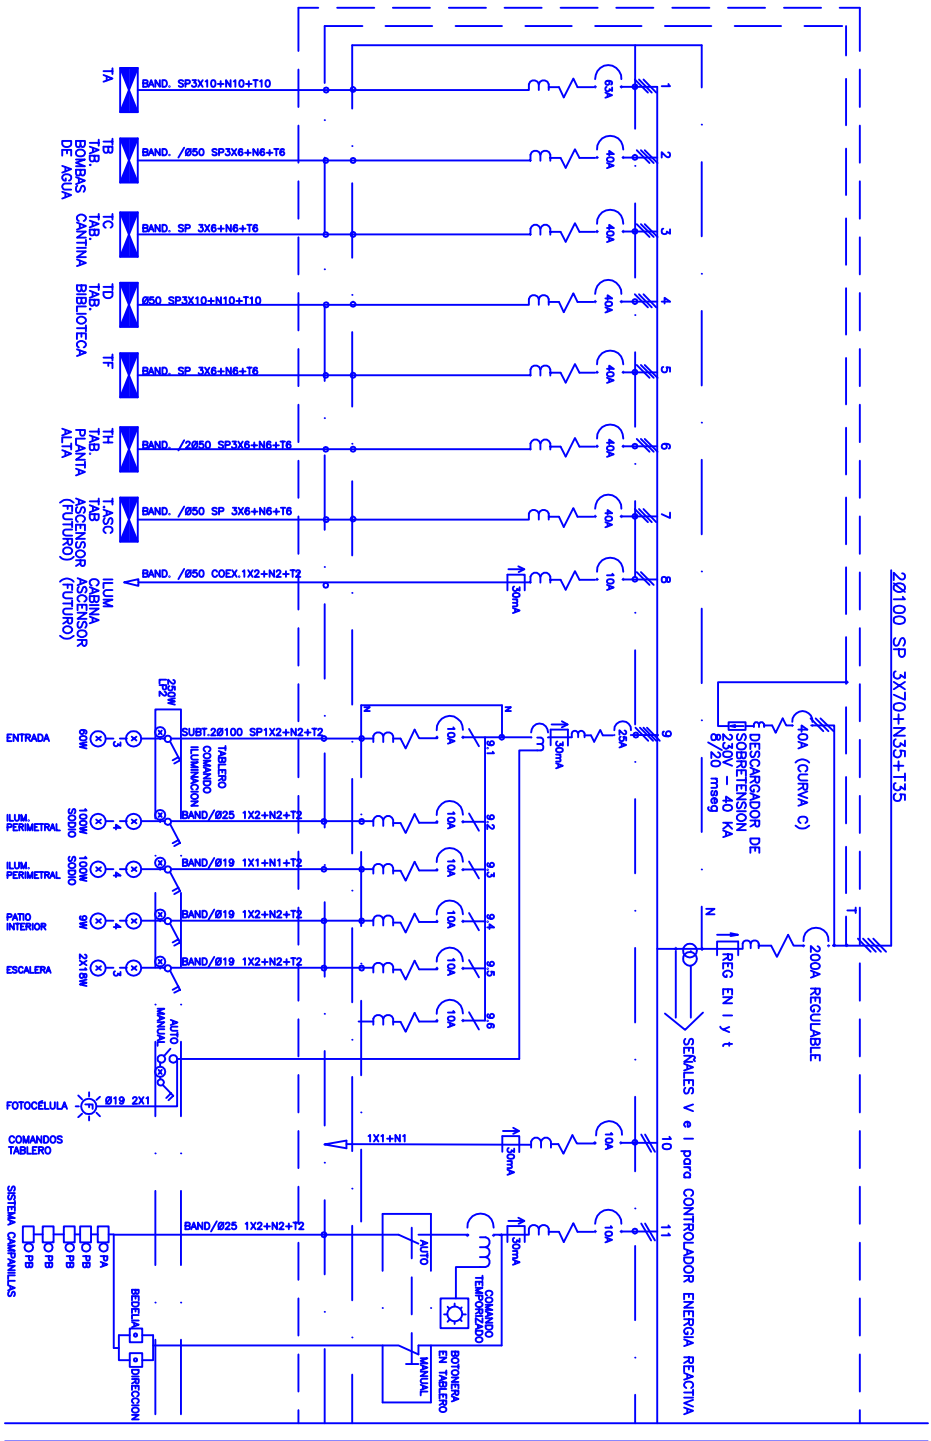 2Ø100 SP 3X70+N35+T35
T
200A REGULABLE
REG EN I y t
N
SEÑALES V e I para CONTROLADOR ENERGIA REACTIVA
40A (CURVA C)
DESCARGADOR DE
SOBRETENSION
230V - 40 KA
8/20 mseg
1
63A
BAND. SP3X10+N10+T10
TA
2
40A
BAND. /Ø50 SP3X6+N6+T6
TB
TAB.
BOMBAS
DE AGUA
3
40A
BAND. SP 3X6+N6+T6
TC
TAB.
CANTINA
4
40A
Ø50 SP3X10+N10+T10
TD
TAB.
BIBLIOTECA
5
40A
BAND. SP 3X6+N6+T6
TF
6
40A
BAND. /2Ø50 SP3X6+N6+T6
TH
TAB.
PLANTA
ALTA
7
40A
BAND. /Ø50 SP 3X6+N6+T6
T.ASC
TAB
ASCENSOR
(FUTURO)
8
10A
30mA
BAND. /Ø50 COEX.1X2+N2+T2
ILUM
CABINA
ASCENSOR
(FUTURO)
9
25A
30mA
N
N
9.1
10A
SUBT.2Ø100 SP1X2+N2+T2
TABLERO
COMANDO
ILUMINACION
250W
LP2
3
60W
ENTRADA
9.2
10A
BAND/Ø25 1X2+N2+T2
4
100W
SODIO
ILUM.
PERIMETRAL
9.3
10A
BAND/Ø19 1X1+N1+T2
4
100W
SODIO
ILUM.
PERIMETRAL
9.4
10A
BAND/Ø19 1X2+N2+T2
4
9W
PATIO
INTERIOR
9.5
10A
BAND/Ø19 1X2+N2+T2
3
2X18W
ESCALERA
9.6
10A
AUTO
MANUAL
Ø19 2X1
F
FOTOCÉLULA
10
10A
30mA
1X1+N1
COMANDOS
TABLERO
11
10A
30mA
COMANDO
TEMPORIZADO
AUTO
BAND/Ø25 1X2+N2+T2
BOTONERA
EN TABLERO
MANUAL
PA
PB
PB
PB
PB
SISTEMA CAMPANILLAS
BEDELIA
DIRECCION